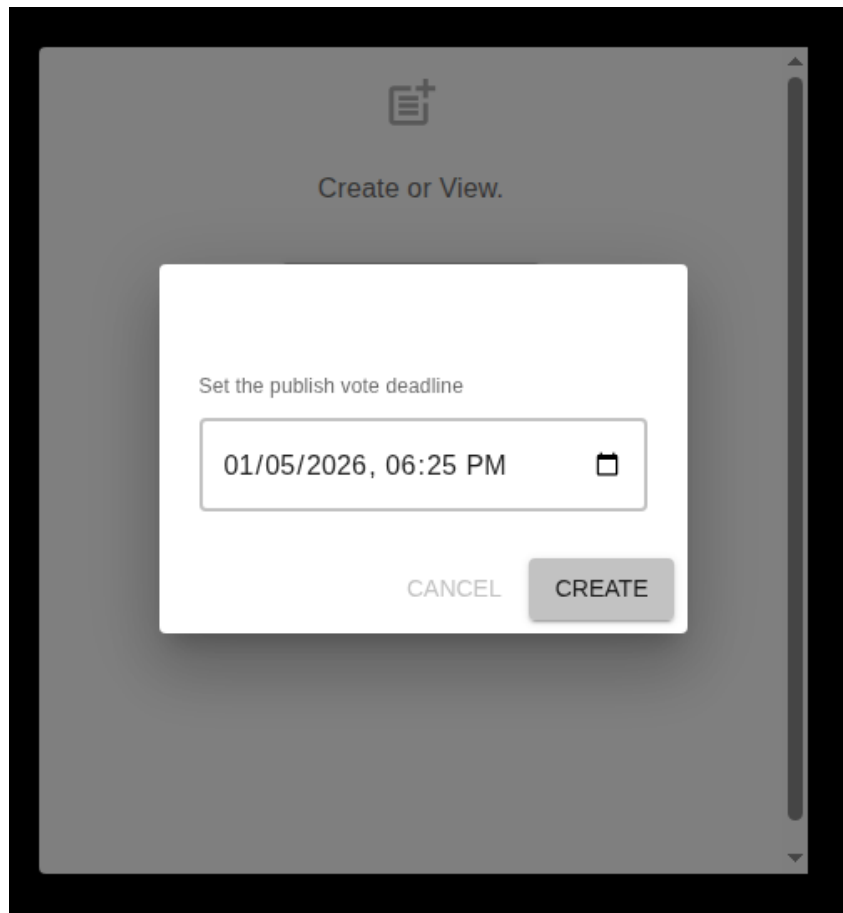 Create or View.
Set the publish vote deadline
01/05/2026, 06:25 PM
CANCEL CREATE